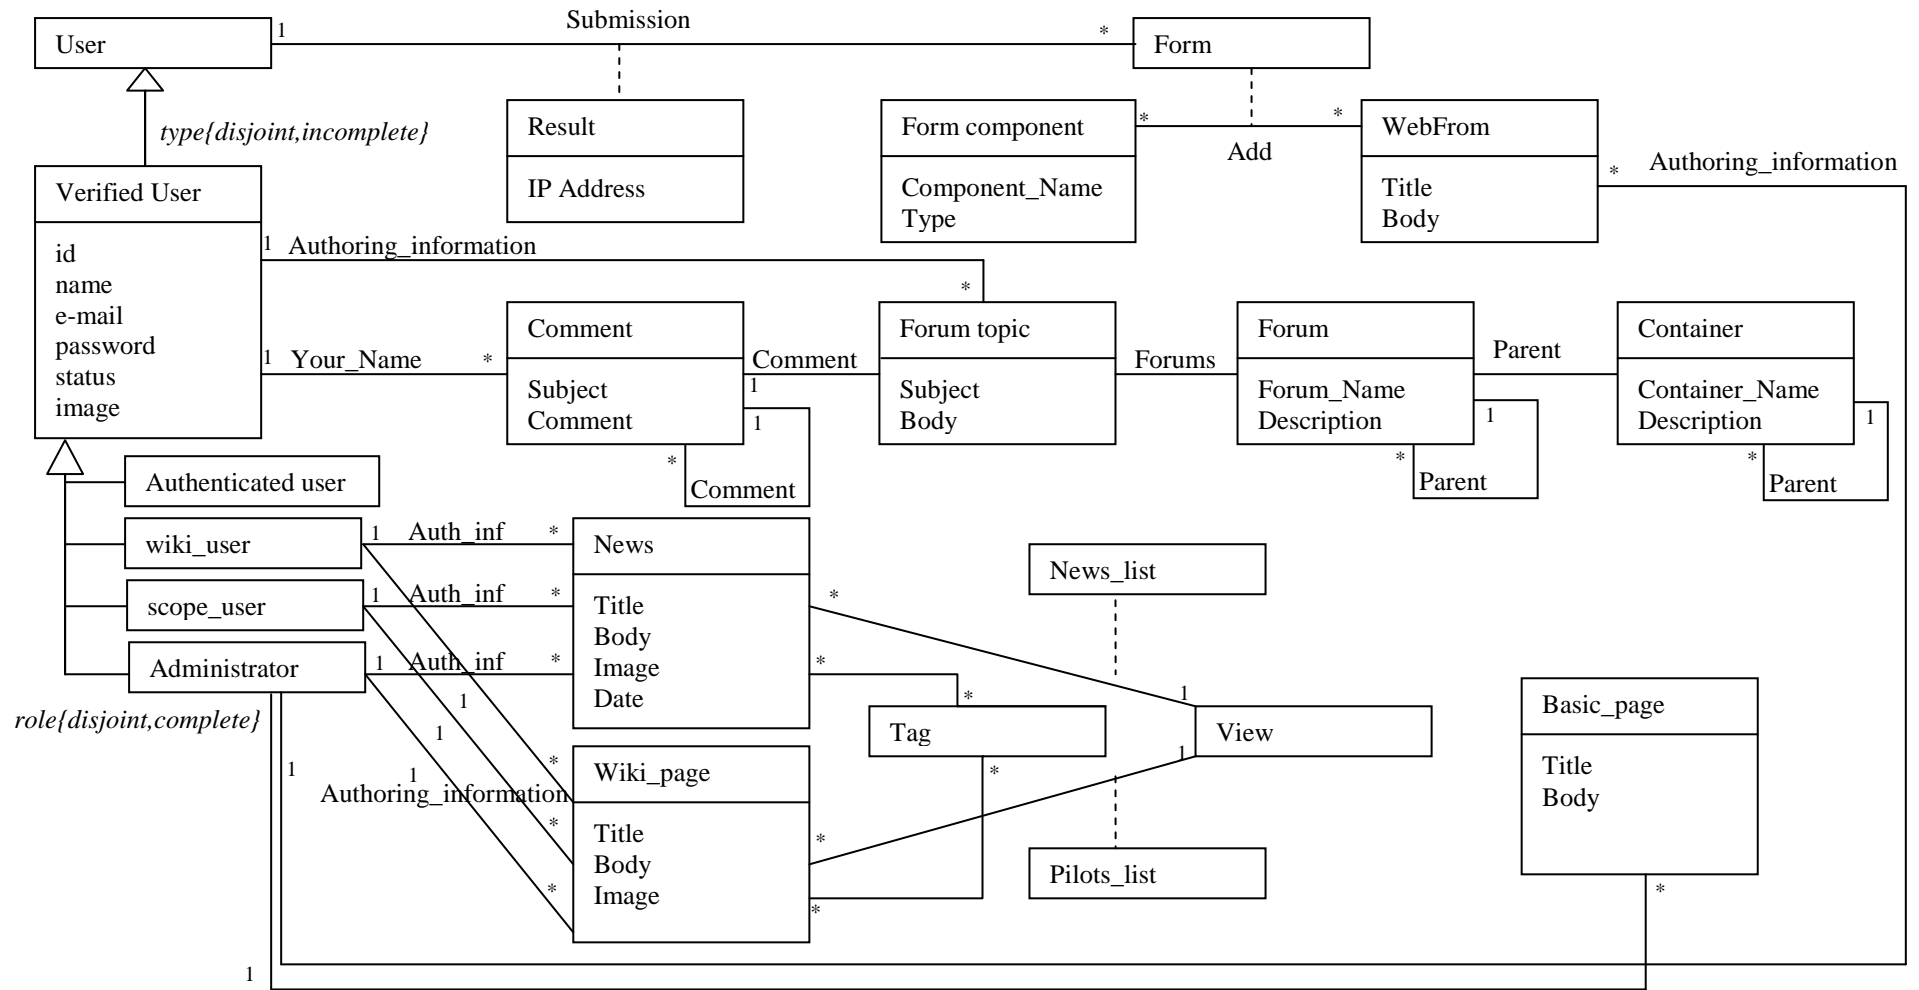 Submission
User
1
*
Form
type{disjoint,incomplete}
Result
IP Address
Form component
Component_Name
Type
*
*
Add
WebFrom
Title
Body
*
Authoring_information
Verified User
id
name
e-mail
password
status
image
1
Authoring_information
*
1
Your_Name
*
Comment
Subject
Comment
Comment
1
1
*
Comment
Forum topic
Subject
Body
Forums
Forum
Forum_Name
Description
1
*
Parent
Parent
Container
Container_Name
Description
1
*
Parent
Authenticated user
wiki_user
1
Auth_inf
*
scope_user
1
Auth_inf
*
Administrator
1
Auth_inf
*
role{disjoint,complete}
News
Title
Body
Image
Date
*
*
*
Tag
*
News_list
1
View
1
Pilots_list
Basic_page
Title
Body
*
1
1
1
Authoring_information
*
*
*
Wiki_page
Title
Body
Image
*
*
1
1